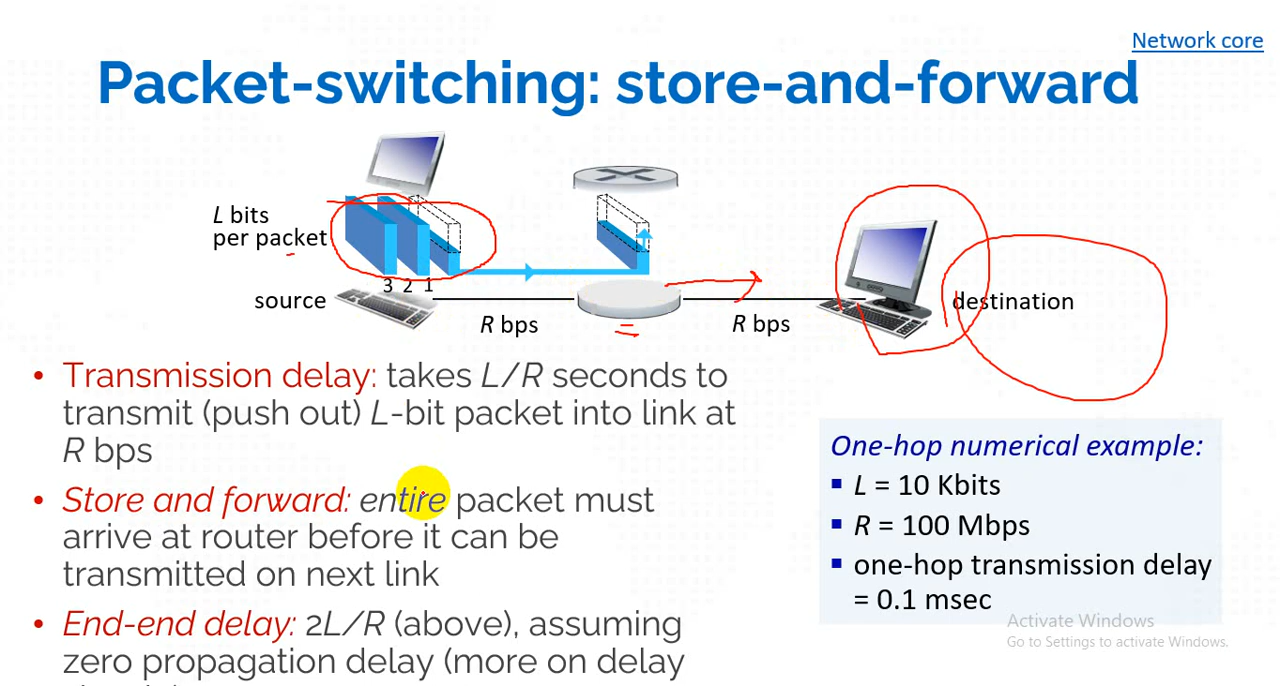 Network core
Packet-switching: store-and-forward
L bits
per packet
3 2 1
source
R bps
R bps
destination
• Transmission delay: takes L/R seconds to
transmit (push out) L-bit packet into link at
R bps
• Store and forward: entire packet must
arrive at router before it can be
transmitted on next link
• End-end delay: 2L/R (above), assuming
zero propagation delay (more on delay
One-hop numerical example:
▪ L = 10 Kbits
▪ R = 100 Mbps
▪ one-hop transmission delay
= 0.1 msec
Activate Windows
Go to Settings to activate Windows.